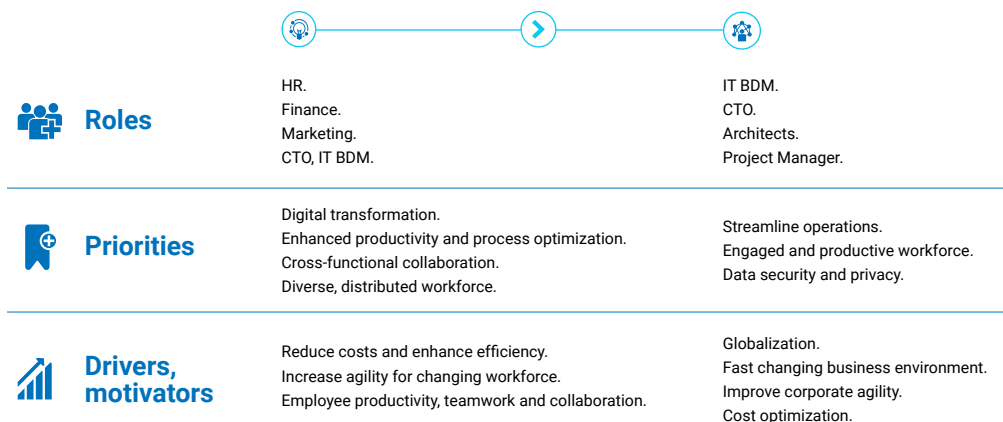 Roles
HR.
Finance.
Marketing.
CTO, IT BDM.
IT BDM.
CTO.
Architects.
Project Manager.
Priorities
Digital transformation.
Enhanced productivity and process optimization.
Cross-functional collaboration.
Diverse, distributed workforce.
Streamline operations.
Engaged and productive workforce.
Data security and privacy.
Drivers,
motivators
Reduce costs and enhance efficiency.
Increase agility for changing workforce.
Employee productivity, teamwork and collaboration.
Globalization.
Fast changing business environment.
Improve corporate agility.
Cost optimization.